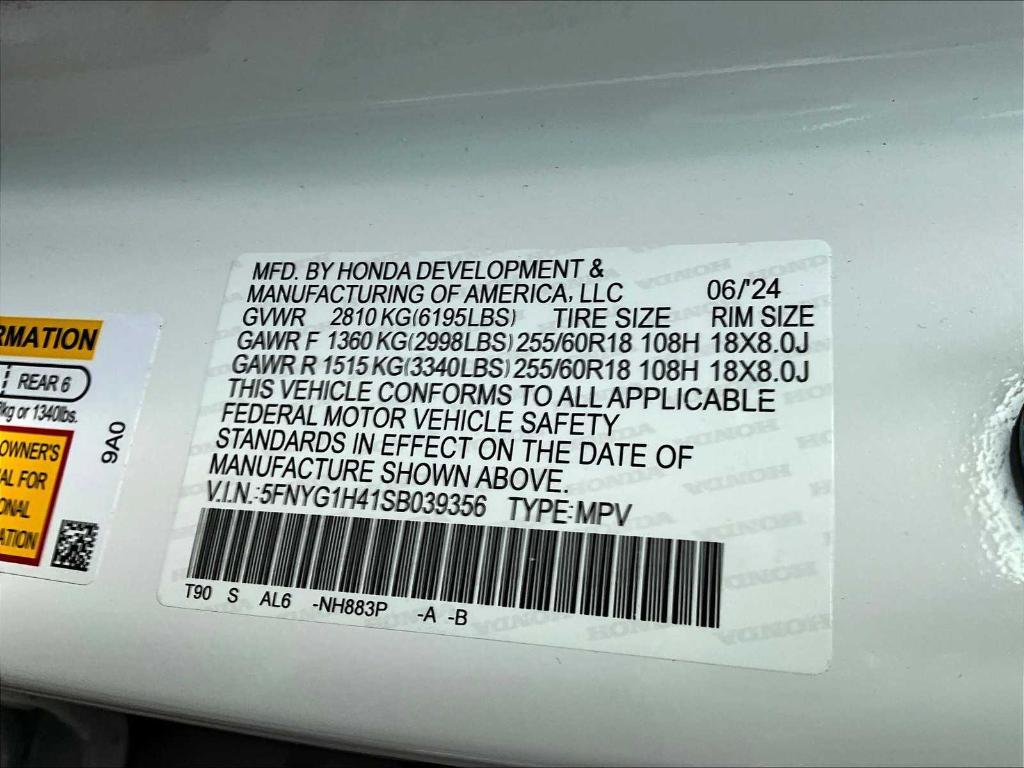 MFD. BY HONDA DEVELOPMENT &
MANUFACTURING OF AMERICA, LLC 06/'24
GVWR 2810 KG(6195LBS) TIRE SIZE RIM SIZE
GAWR F 1360 KG(2998LBS) 255/60R18 108H 18X8.0J
GAWR R 1515 KG(3340LBS) 255/60R18 108H 18X8.0J
THIS VEHICLE CONFORMS TO ALL APPLICABLE
FEDERAL MOTOR VEHICLE SAFETY
STANDARDS IN EFFECT ON THE DATE OF
MANUFACTURE SHOWN ABOVE.
V.I.N.:5FNYG1H41SB039356 TYPE:MPV
T90 S AL6 -NH883P -A -B
RMATION
REAR 6
kg or 1340lbs.
OWNER'S
AL FOR
ONAL
ATION
9A0